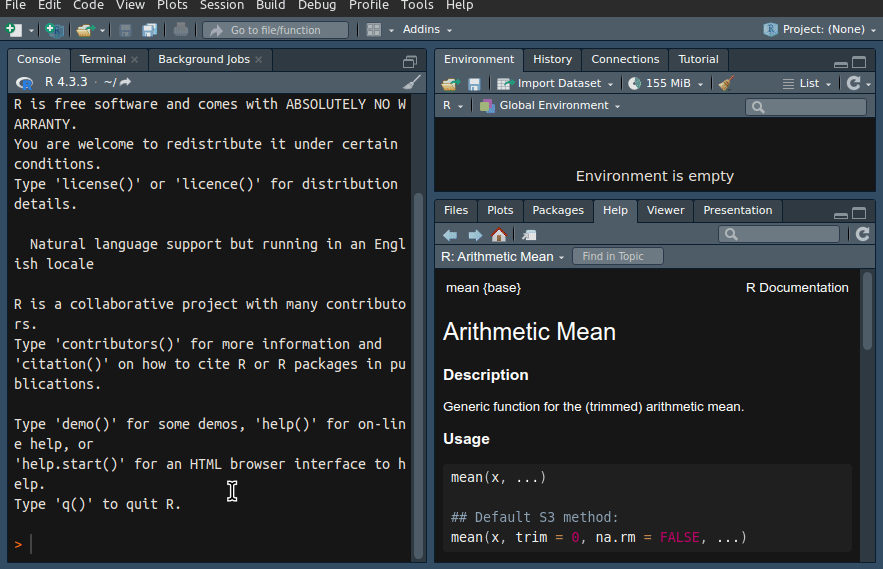 File Edit Code View Plots Session Build Debug Profile Tools Help
Go to file/function
Addins
Project: (None)
Console Terminal Background Jobs
R 4.3.3 · ~/
R is free software and comes with ABSOLUTELY NO W
ARRANTY.
You are welcome to redistribute it under certain
conditions.
Type 'license()' or 'licence()' for distribution
details.
Natural language support but running in an Engl
ish locale
R is a collaborative project with many contributo
rs.
Type 'contributors()' for more information and
'citation()' on how to cite R or R packages in pu
blications.
Type 'demo()' for some demos, 'help()' for on-lin
e help, or
'help.start()' for an HTML browser interface to h
elp.
Type 'q()' to quit R.
>
Environment History Connections Tutorial
Import Dataset 155 MiB List
R Global Environment
Environment is empty
Files Plots Packages Help Viewer Presentation
R: Arithmetic Mean Find in Topic
mean {base} R Documentation
Arithmetic Mean
Description
Generic function for the (trimmed) arithmetic mean.
Usage
mean(x, ...)
## Default S3 method:
mean(x, trim = 0, na.rm = FALSE, ...)